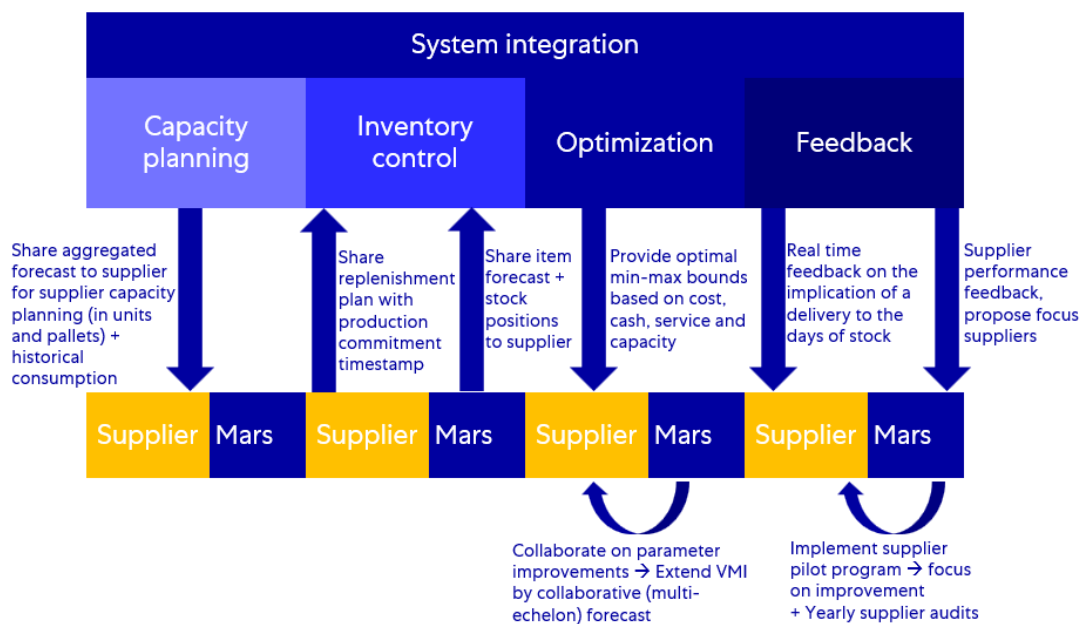 System integration
Capacity
planning
Inventory
control
Optimization
Feedback
Share aggregated
forecast to supplier
for supplier capacity
planning (in units
and pallets) +
historical
consumption
Share
replenishment
plan with
production
commitment
timestamp
Share item
forecast +
stock
positions
to supplier
Provide optimal
min-max bounds
based on cost,
cash, service and
capacity
Real time
feedback on the
implication of a
delivery to the
days of stock
Supplier
performance
feedback,
propose focus
suppliers
Supplier Mars Supplier Mars Supplier Mars Supplier Mars
Collaborate on parameter
improvements → Extend VMI
by collaborative (multi-
echelon) forecast
Implement supplier
pilot program → focus
on improvement
+ Yearly supplier audits